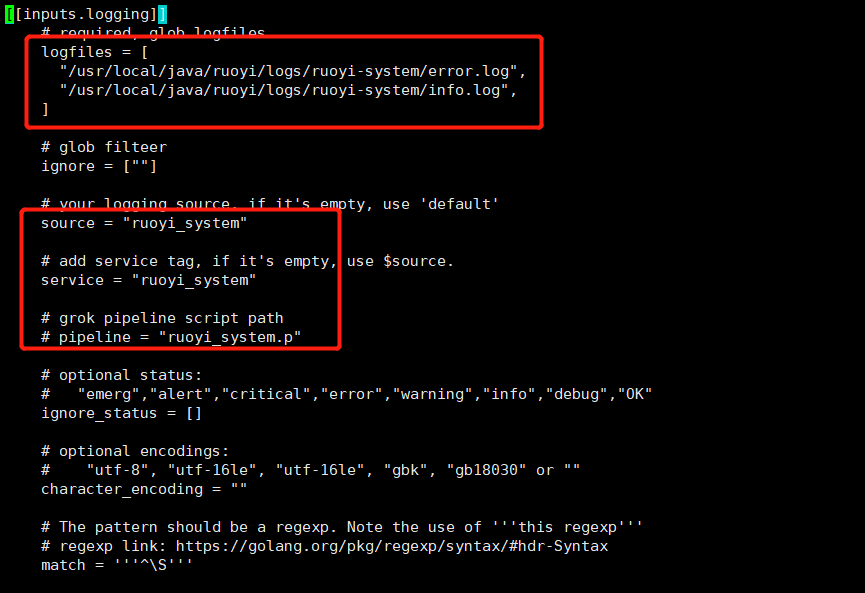 [[inputs.logging]]
# required, glob logfiles
logfiles = [
"/usr/local/java/ruoyi/logs/ruoyi-system/error.log",
"/usr/local/java/ruoyi/logs/ruoyi-system/info.log",
]
# glob filteer
ignore = [""]
# your logging source, if it's empty, use 'default'
source = "ruoyi_system"
# add service tag, if it's empty, use $source.
service = "ruoyi_system"
# grok pipeline script path
# pipeline = "ruoyi_system.p"
# optional status:
#   "emerg","alert","critical","error","warning","info","debug","OK"
ignore_status = []
# optional encodings:
#    "utf-8", "utf-16le", "utf-16le", "gbk", "gb18030" or ""
character_encoding = ""
# The pattern should be a regexp. Note the use of '''this regexp'''
# regexp link: https://golang.org/pkg/regexp/syntax/#hdr-Syntax
match = '''^\S'''